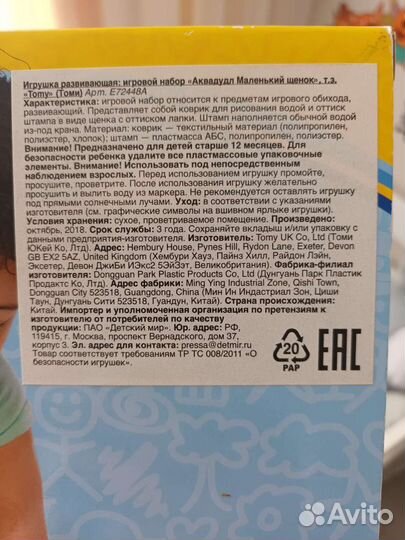 Игрушка развивающая: игровой набор «Аквадудл Маленький щенок», т.з.
«Tomy» (Томи) Арт. E72448A
Характеристика: игровой набор относится к предметам игрового обихода,
развивающий. Представляет собой коврик для рисования водой и оттиск
штампа в виде щенка с оттиском лапки. Штамп наполняется обычной водой
из-под крана. Материал: коврик — текстильный материал (полипропилен,
полиэстер), штамп (полипропилен, полиэстер, хлопок) АБС, полиэстер.
Внимание! Предназначено для детей старше 12 месяцев. Для
безопасности ребенка удалите все пластмассовые упаковочные
элементы. Внимание! Использовать под непосредственным
наблюдением взрослых. Перед использованием игрушку промойте,
просушите, проветрите. После использования игрушку желательно
просушить и вылить воду из маркера. Не рекомендуется оставлять игрушку
под прямыми солнечными лучами. Уход: в соответствии с указаниями
изготовителя (см. графические символы на вшивном ярлыке игрушки).
Условия хранения: сухое, проветриваемое помещение. Произведено:
октябрь, 2018. Срок службы: 3 года. Сохраните вкладыш и/или упаковку с
данными предприятия-изготовителя. Изготовитель: Tomy UK Co, Ltd (Томи
ЮКей Ко, Лтд). Адрес: Hembury House, Pynes Hill, Rydon Lane, Exeter, Devon
GB EX2 5AZ, United Kingdom (Хембури Хауз, Пайнз Хилл, Райдон Лэйн,
Эксетер, Девон ДжиБи ИЭкс2 5ЭйЗэт, Великобритания). Фабрика-филиал
изготовителя: Dongguan Park Plastic Products Co, Ltd (Дунгуань Парк Пластик
Продактс Ко, Лтд). Адрес фабрики: Ming Ying Industrial Zone, Qishi Town,
Dongguan City 523518, Guangdong, China (Мин Ин Индастриал Зон, Циши
Таун, Дунгуань Сити 523518, Гуандун, Китай). Страна происхождения:
Китай. Импортер и уполномоченная организация по претензиям к
изготовителю от потребителей по качеству
продукции: ПАО «Детский мир». Юр. адрес: РФ,
119415, г. Москва, проспект Вернадского, дом 37,
корпус 3. Эл. адрес для контакта: pressa@detmir.ru
Товар соответствует требованиям ТР ТС 008/2011 «О
безопасности игрушек».
20
PAP
EAC
Avito